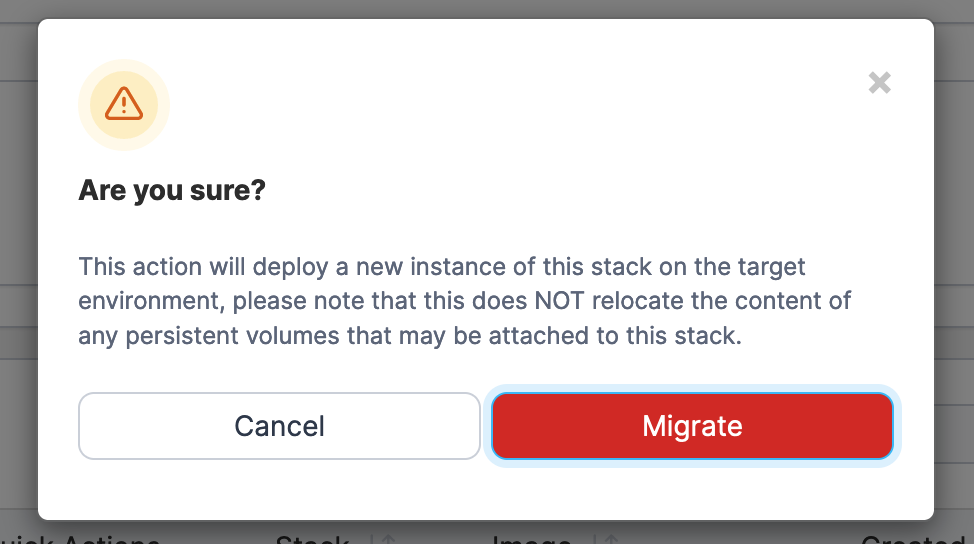 Are you sure?
This action will deploy a new instance of this stack on the target
environment, please note that this does NOT relocate the content of
any persistent volumes that may be attached to this stack.
Cancel
Migrate
Actions Stack Image Created